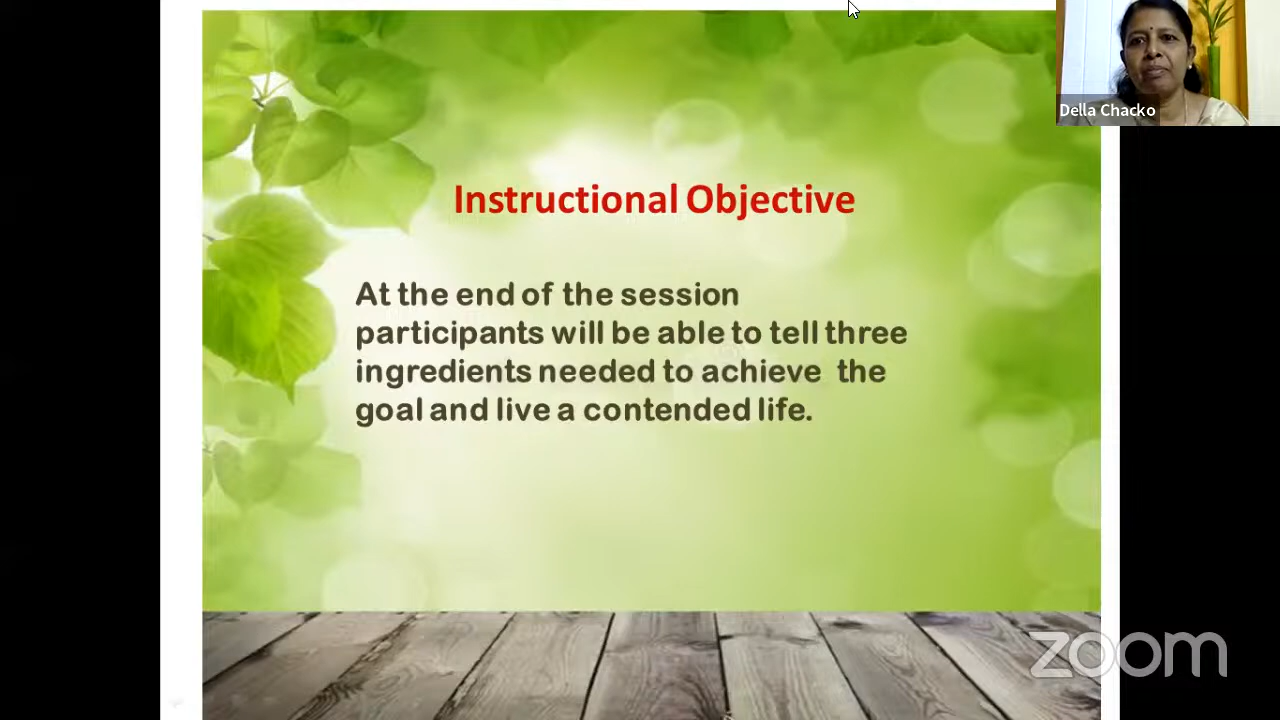 Della Chacko
Instructional Objective
At the end of the session
participants will be able to tell three
ingredients needed to achieve the
goal and live a contended life.
zoom